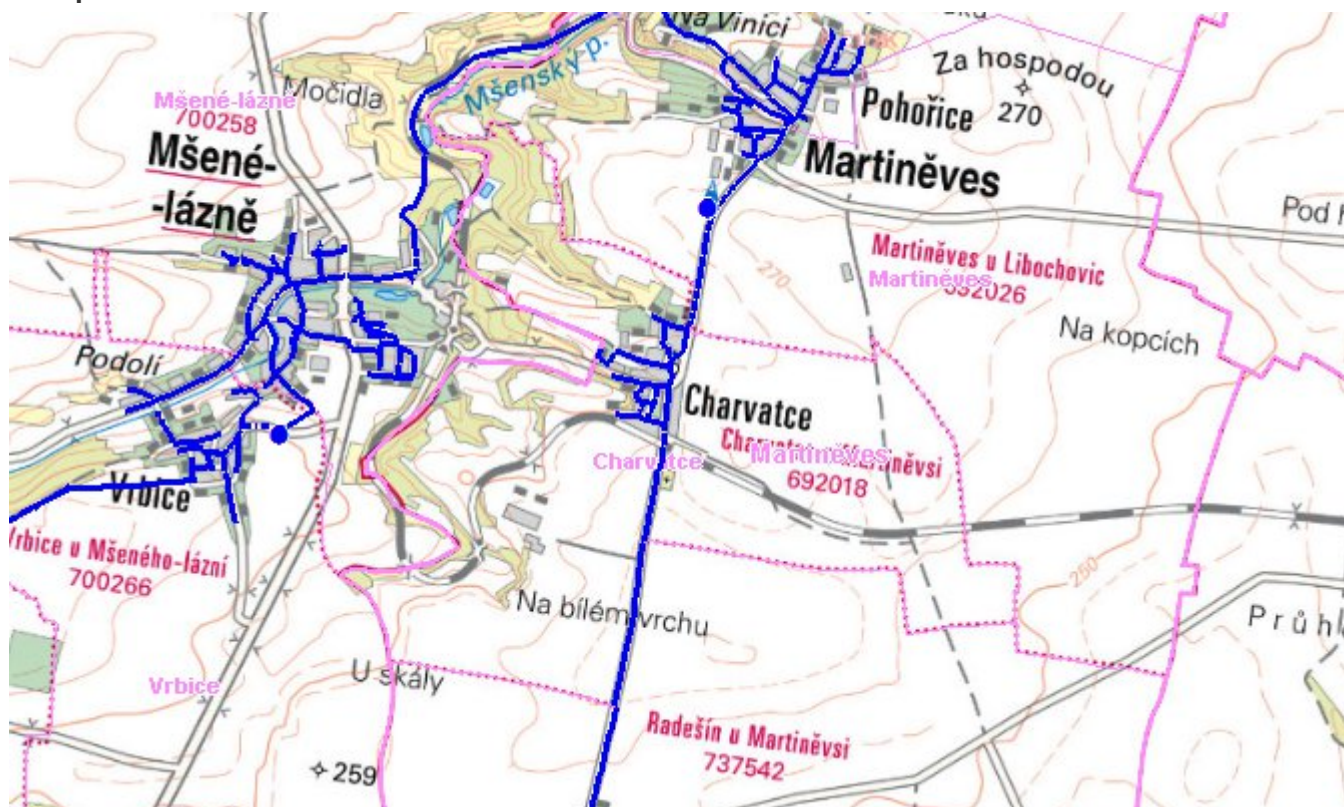 Na Vinici
Za hospodou
270
Mšenský p.
Močidla
Mšené-lázně
700258
Mšené-
-lázně
Pohořice
Martiněves
Pod
Martiněves u Libochovic
Martiněves
692026
270
Na kopcích
Podolí
Charvatce
Martiněves
692018
Charvatce
Vrbice
Vrbice u Mšeného-lázní
700266
250
Na bílém vrchu
U skály
Vrbice
Radešín u Martiněvsi
737542
259